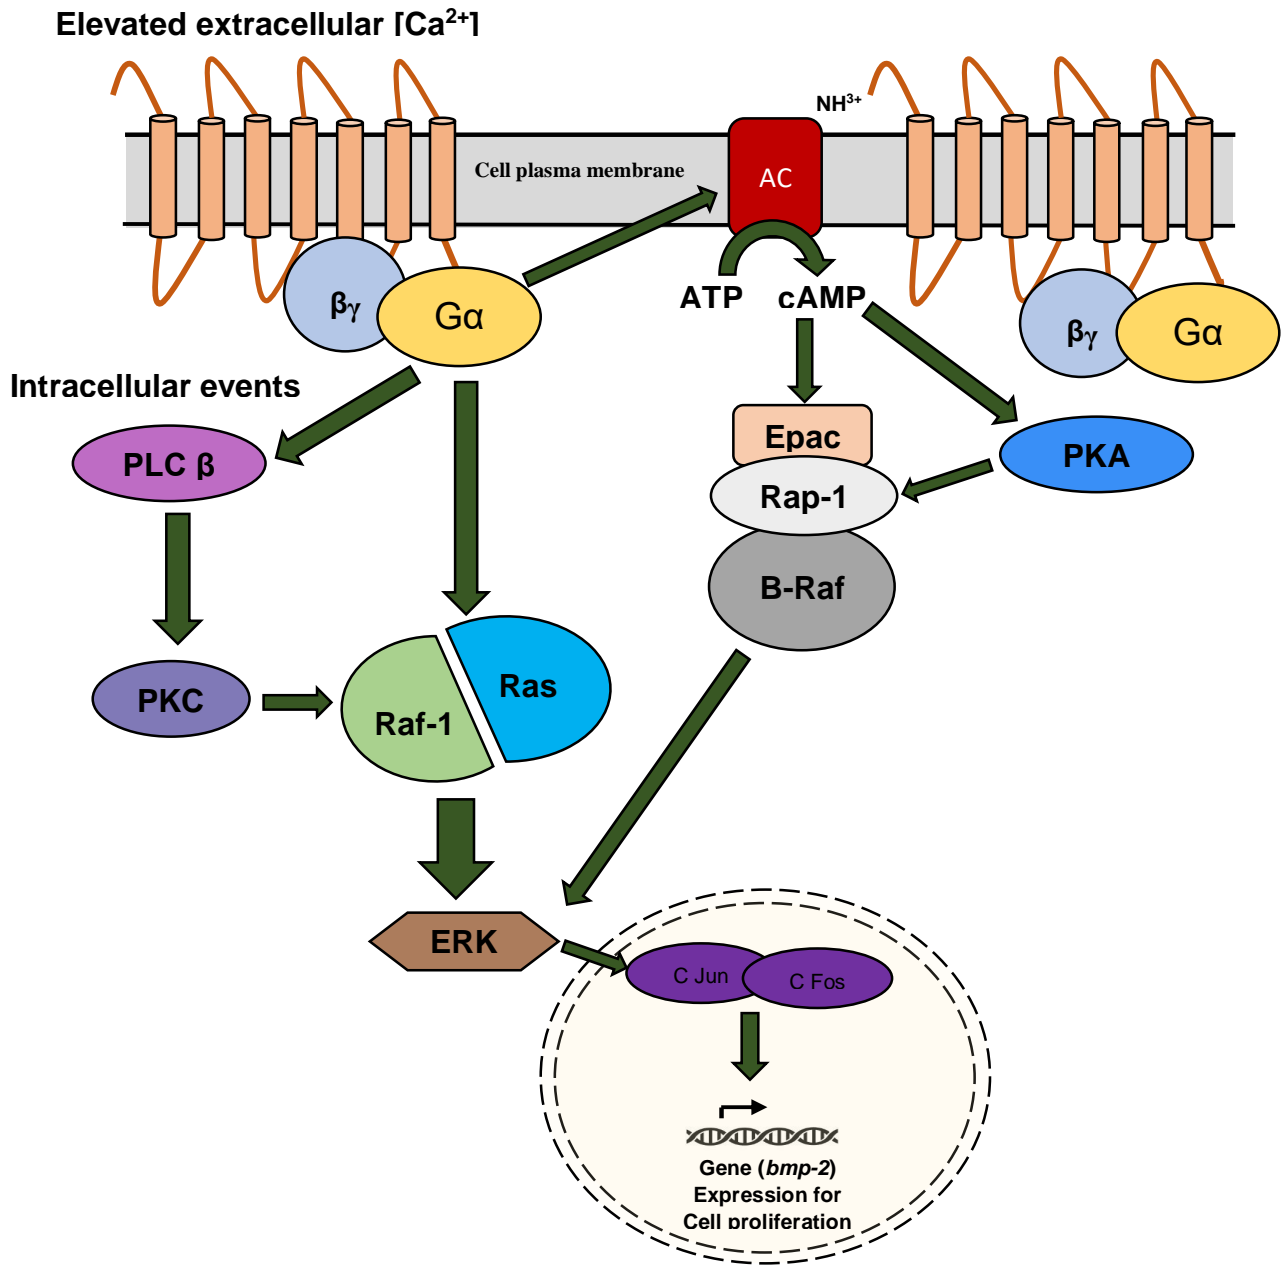 Elevated extracellular [Ca²⁺]
NH³⁺
Cell plasma membrane
AC
ATP
cAMP
βγ
Gα
βγ
Gα
Intracellular events
PLC β
Epac
PKA
Rap-1
B-Raf
PKC
Raf-1
Ras
ERK
C Jun
C Fos
Gene (bmp-2)
Expression for
Cell proliferation